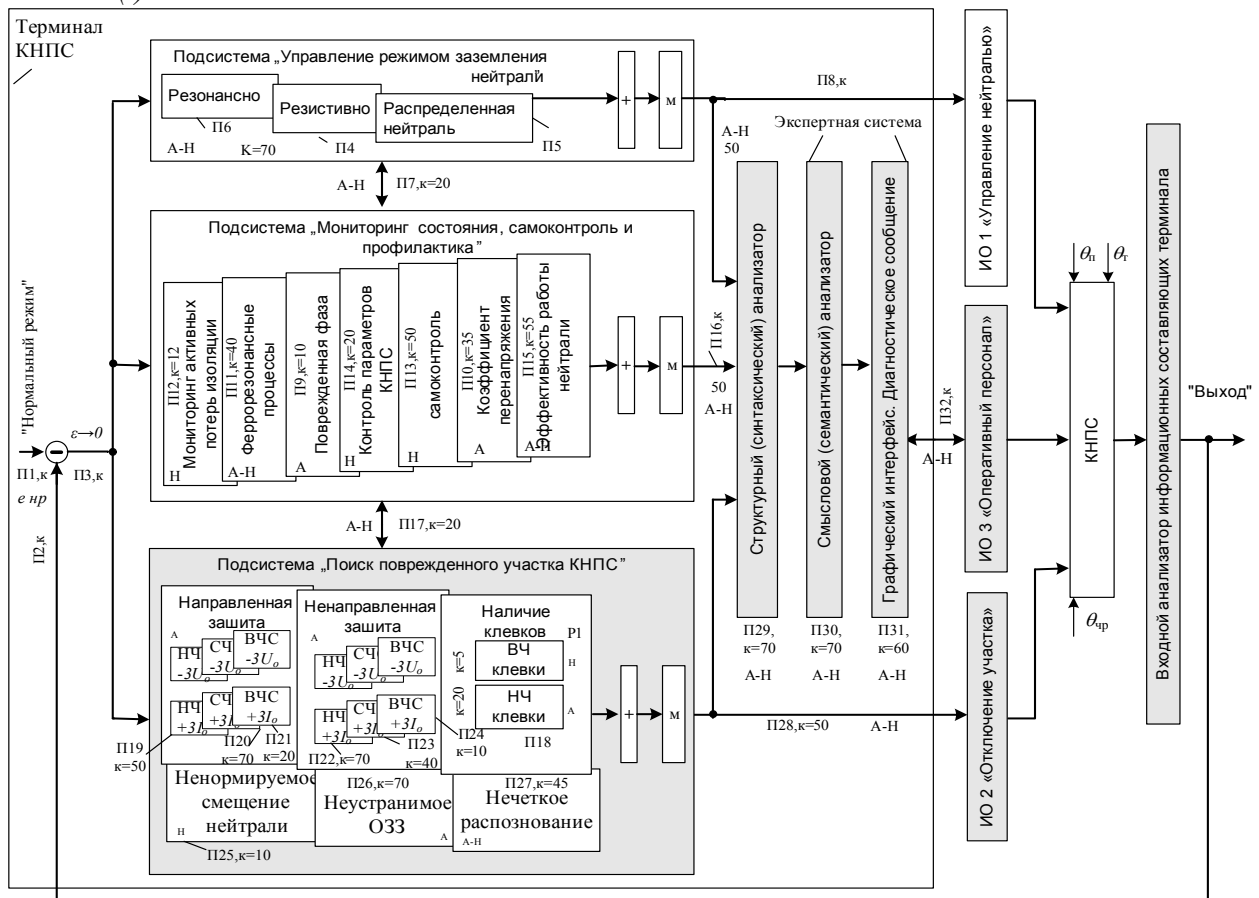 Терминал
КНПС
Подсистема „Управление режимом заземления
нейтрали"
Резонансно
Резистивно
Распределенная
нейтраль
П6
А-Н
К=70
П4
П5
+
м
П8,к
А-Н
50
А-Н
П7,к=20
Экспертная система
ИО 1 «Управление нейтралью»
Подсистема „Мониторинг состояния, самоконтроль и
профилактика"
П12,к=12
Мониторинг активных
потерь изоляции
Н
П11,к=40
Феррорезонансные
процессы
А-Н
П9,к=10
Поврежденная фаза
А
П14,к=20
Контроль параметров
КНПС
Н
П13,к=50
самоконтроль
Н
П10,к=35
Коэффициент
перенапряжения
А
П15,к=55
Эффективность работы
нейтрали
А-Н
+
м
П16,к
50
А-Н
Структурный (синтаксический) анализатор
Смысловой (семантический) анализатор
Графический интерфейс. Диагностическое сообщение
П29,
к=70
А-Н
П30,
к=70
А-Н
П31,
к=60
А-Н
П32,к
А-Н
ИО 3 «Оперативный персонал»
θп
θг
КНПС
θчр
Входной анализатор информационных составляющих терминала
"Выход"
"Нормальный режим"
ε→0
П1,к
е нр
П3,к
П2,к
А-Н
П17,к=20
Подсистема „Поиск поврежденного участка КНПС"
Направленная
зашита
А
НЧ
-3Uo
СЧ
-3Uo
ВЧС
-3Uo
НЧ
+3Io
СЧ
+3Io
ВЧС
+3Io
П19
к=50
П20
к=70
П21
к=20
Ненаправленная
зашита
А
НЧ
-3Uo
СЧ
-3Uo
ВЧС
-3Uo
НЧ
+3Io
СЧ
+3Io
ВЧС
+3Io
П22,к=70
П23
к=40
П24
к=10
Наличие
клевков
Р1
к=5
ВЧ
клевки
Н
к=20
НЧ
клевки
А
П18
+
м
П28,к=50
А-Н
ИО 2 «Отключение участка»
Ненормируемое
смещение
нейтрали
Н
П25,к=10
П26,к=70
Неустранимое
ОЗЗ
А
П27,к=45
Нечеткое
распознование
А-Н